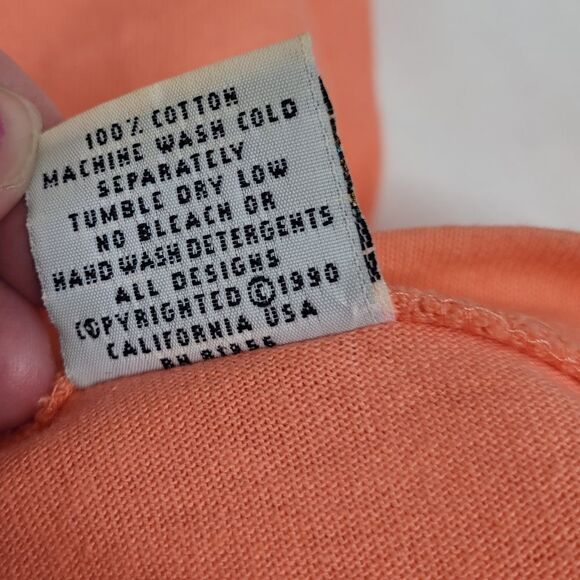 100% COTTON
MACHINE WASH COLD
SEPARATELY
TUMBLE DRY LOW
NO BLEACH OR
HAND WASH DETERGENTS
ALL DESIGNS
COPYRIGHTED ©1990
CALIFORNIA USA